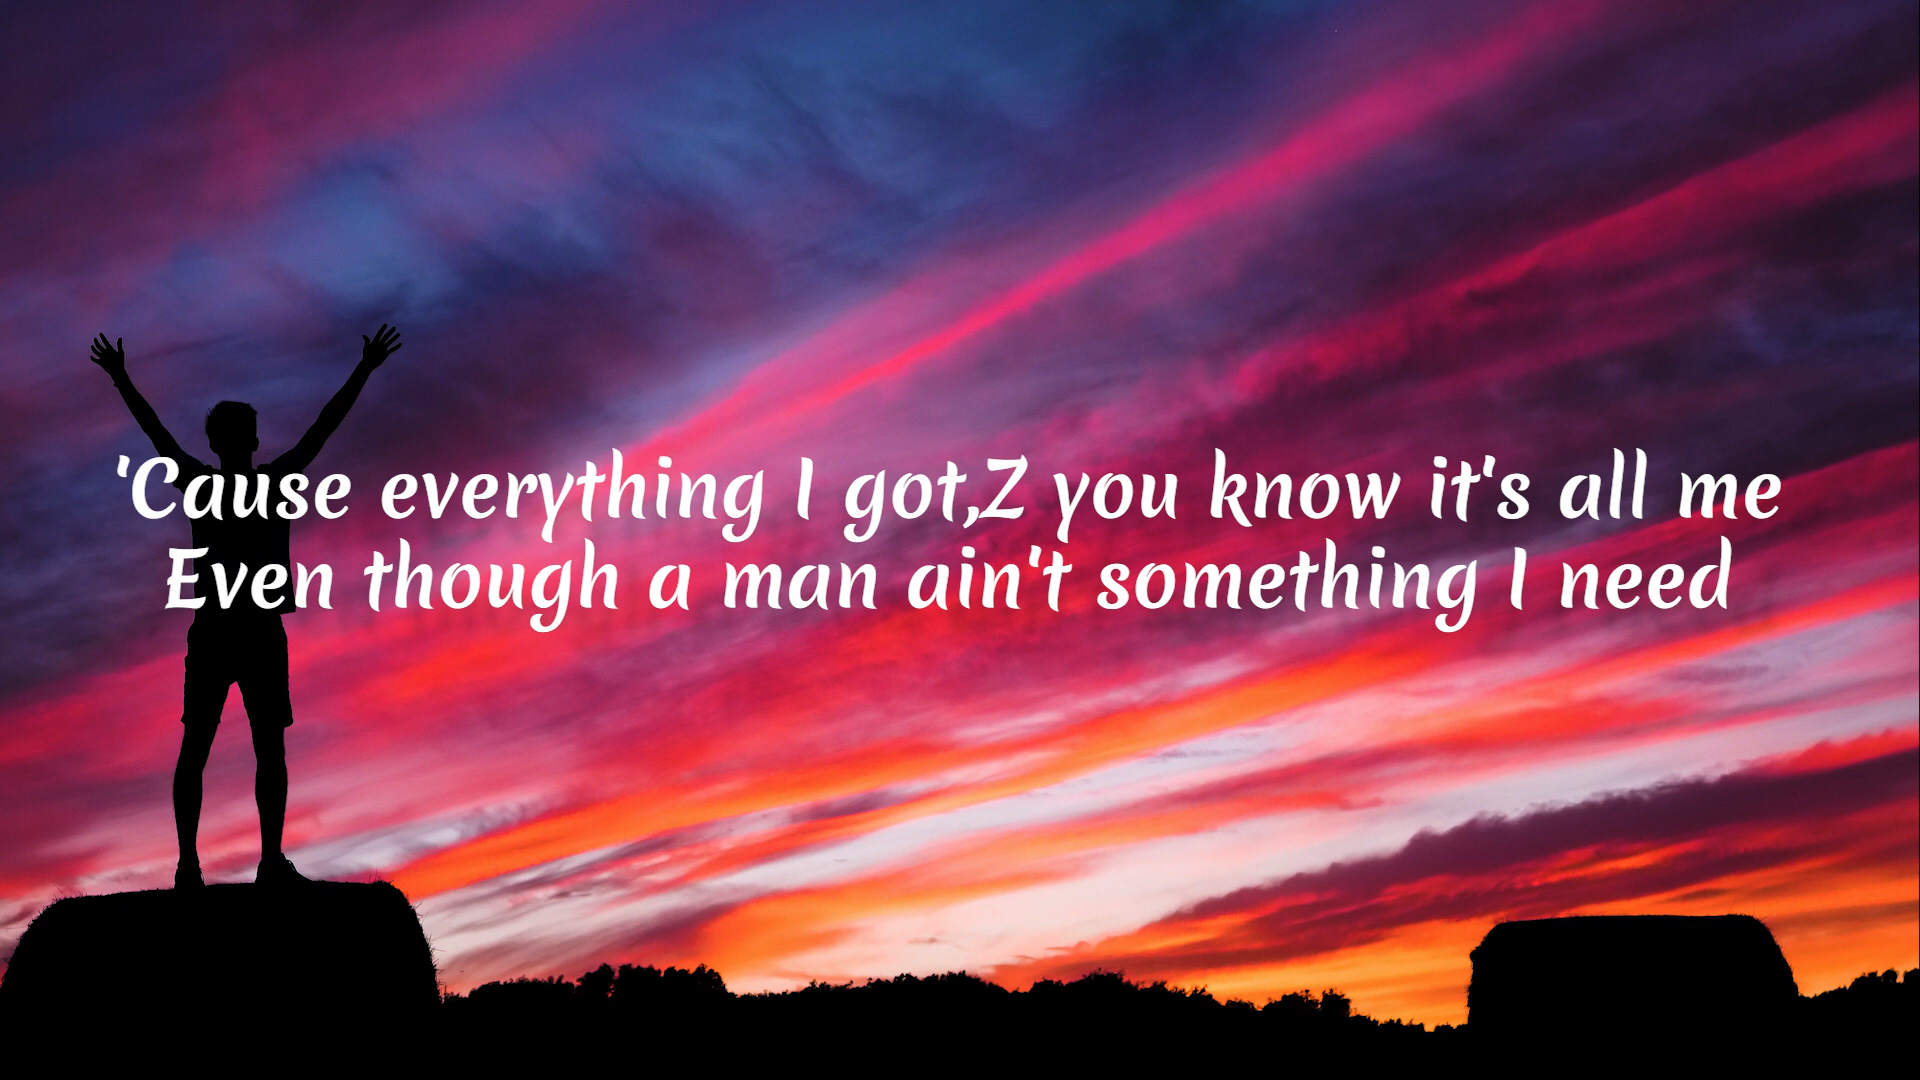 'Cause everything I got,Z you know it's all me
Even though a man ain't something I need